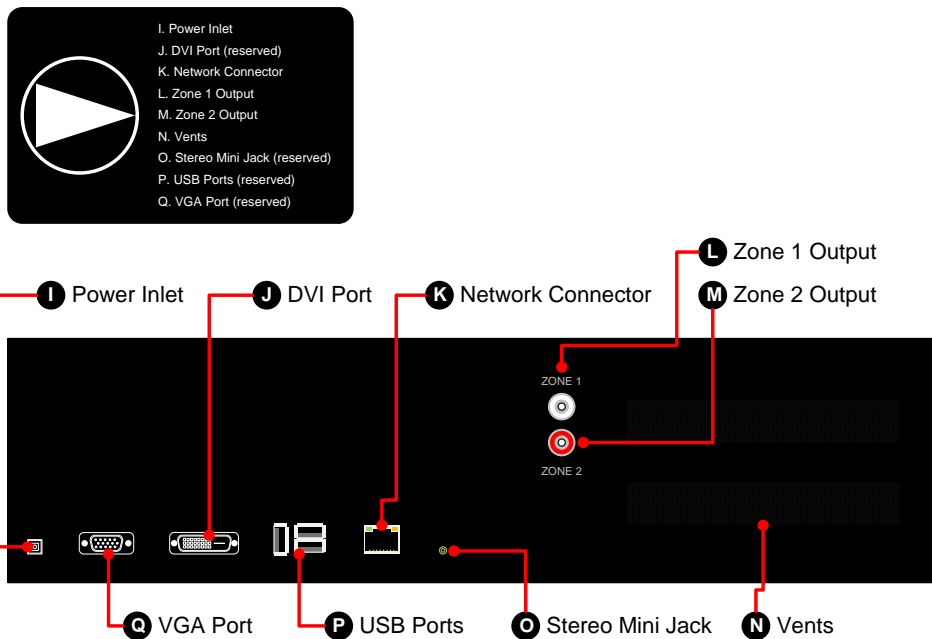 I. Power Inlet
J. DVI Port (reserved)
K. Network Connector
L. Zone 1 Output
M. Zone 2 Output
N. Vents
O. Stereo Mini Jack (reserved)
P. USB Ports (reserved)
Q. VGA Port (reserved)
L Zone 1 Output
I Power Inlet
J DVI Port
K Network Connector
M Zone 2 Output
ZONE 1
ZONE 2
Q VGA Port
P USB Ports
O Stereo Mini Jack
N Vents